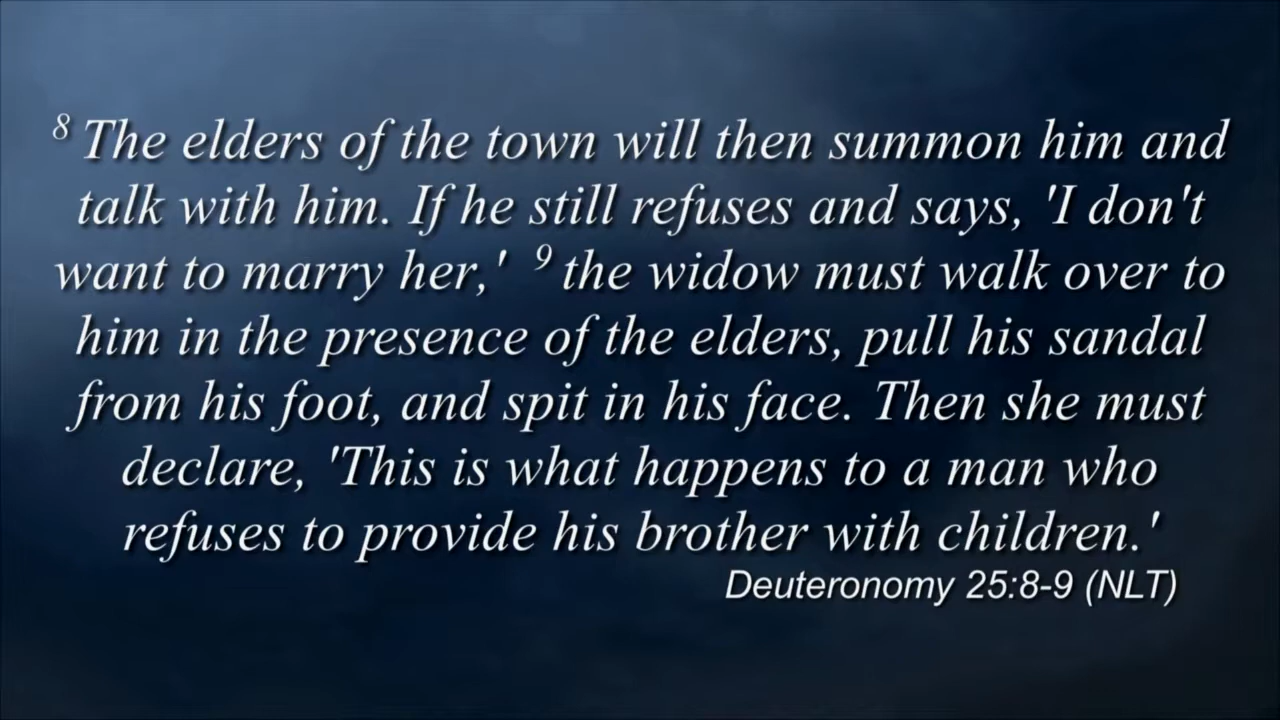 8 The elders of the town will then summon him and
talk with him. If he still refuses and says, 'I don't
want to marry her,' 9 the widow must walk over to
him in the presence of the elders, pull his sandal
from his foot, and spit in his face. Then she must
declare, 'This is what happens to a man who
refuses to provide his brother with children.'
Deuteronomy 25:8-9 (NLT)